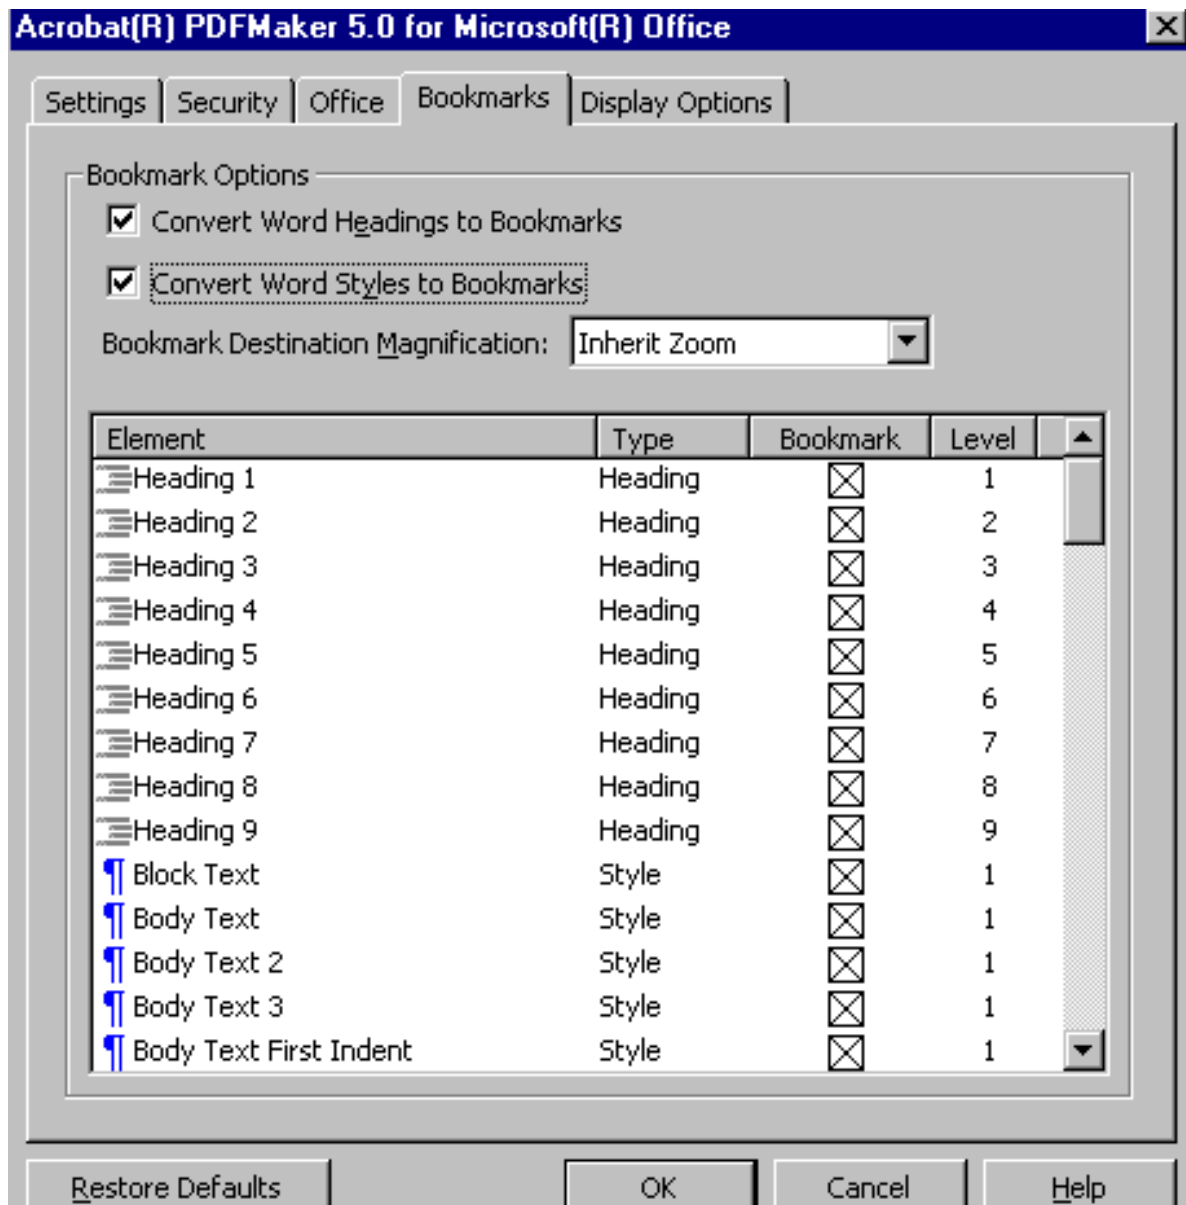 Acrobat(R) PDFMaker 5.0 for Microsoft(R) Office
Settings Security Office Bookmarks Display Options
Bookmark Options
Convert Word Headings to Bookmarks
Convert Word Styles to Bookmarks
Bookmark Destination Magnification: Inherit Zoom
Element Type Bookmark Level
Heading 1 Heading 1
Heading 2 Heading 2
Heading 3 Heading 3
Heading 4 Heading 4
Heading 5 Heading 5
Heading 6 Heading 6
Heading 7 Heading 7
Heading 8 Heading 8
Heading 9 Heading 9
¶ Block Text Style 1
¶ Body Text Style 1
¶ Body Text 2 Style 1
¶ Body Text 3 Style 1
¶ Body Text First Indent Style 1
Restore Defaults OK Cancel Help